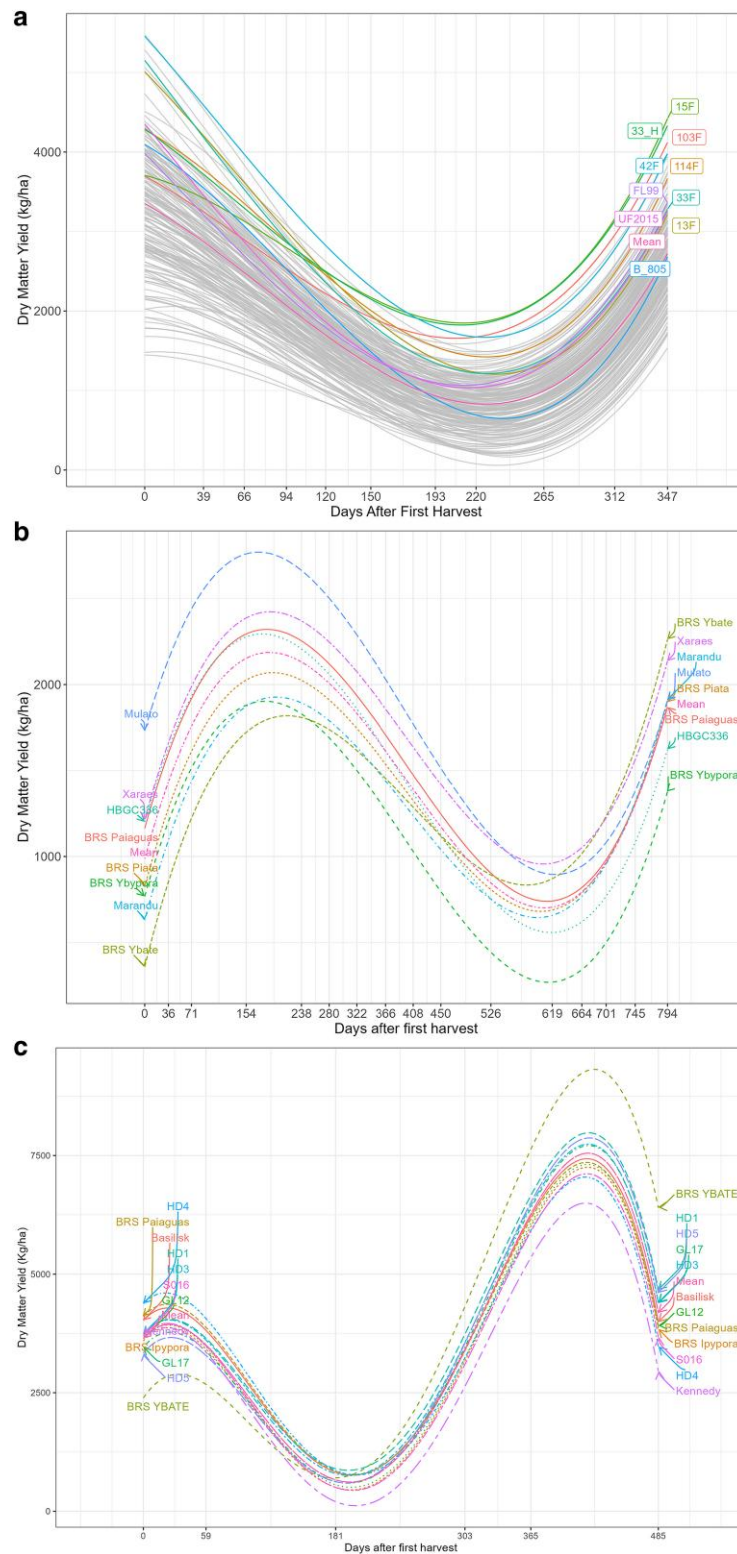 a
Dry Matter Yield (kg/ha)
4000
2000
0
15F
33_H
103F
42F
114F
FL99
33F
UF2015
13F
Mean
B_805
0 39 66 94 120 150 193 220 265 312 347
Days After First Harvest
b
Dry Matter Yield (kg/ha)
2000
1000
Mulato
Xaraes
HBGC336
BRS Paiaguas
Mean
BRS Piata
BRS Ybypora
Marandu
BRS Ybate
BRS Ybate
Xaraes
Marandu
Mulato
BRS Piata
Mean
BRS Paiaguas
HBGC336
BRS Ybypora
0 36 71 154 238 280 322 366 408 450 526 619 664 701 745 794
Days after first harvest
c
Dry Matter Yield (Kg/ha)
7500
5000
2500
0
HD4
BRS Paiaguas
Basilisk
HD1
HD3
S016
GL12
Mean
BRS Ipypora
GL17
HD5
BRS YBATE
BRS YBATE
HD1
HD5
GL17
HD3
Mean
Basilisk
GL12
BRS Paiaguas
BRS Ipypora
S016
HD4
Kennedy
0 59 181 303 365 485
Days after first harvest